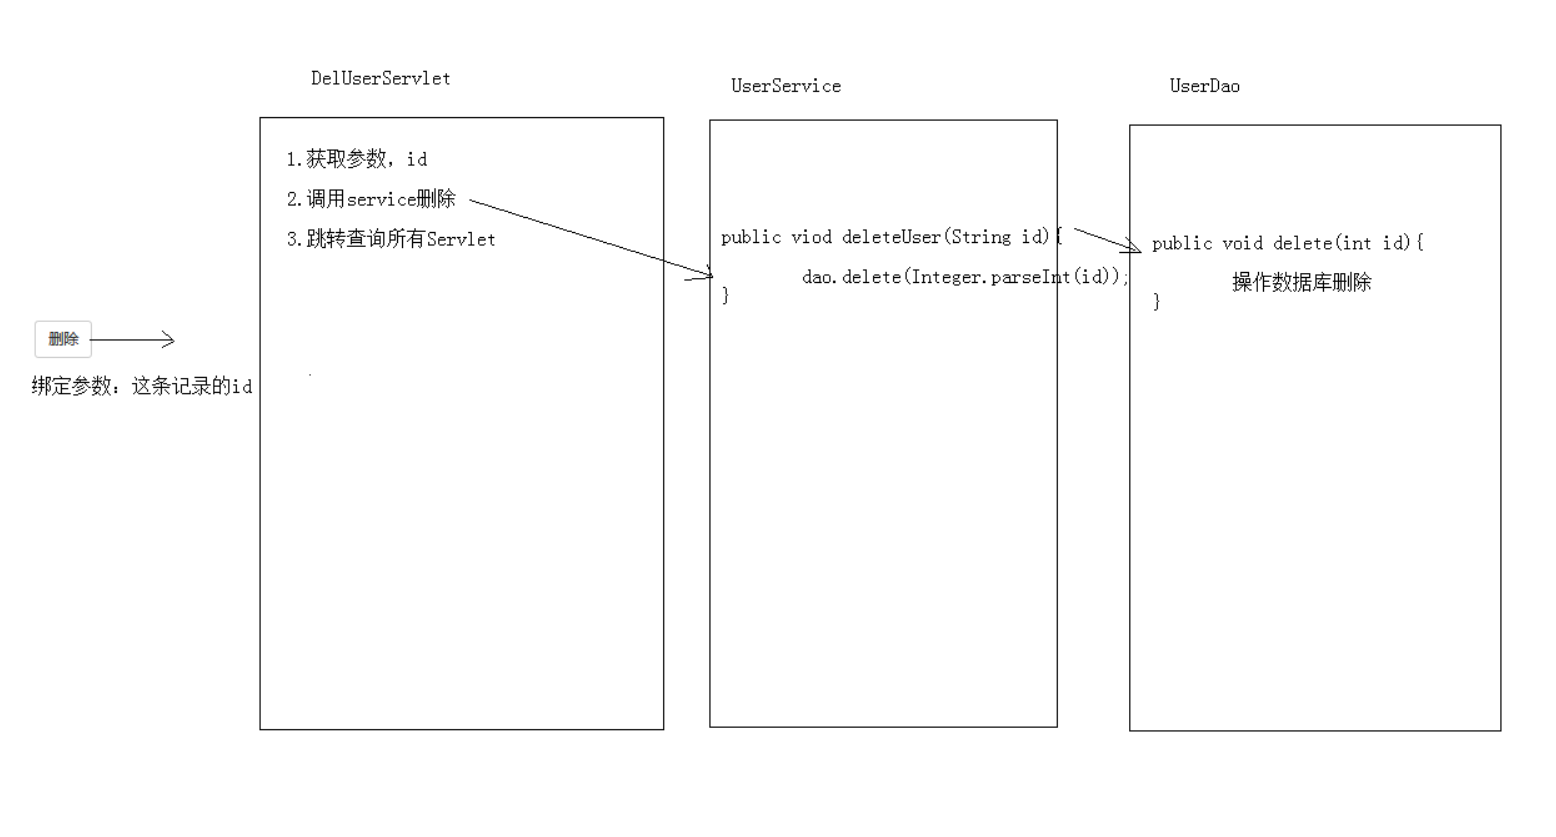 DelUserServlet
1.获取参数，id
2.调用service删除
3.跳转查询所有Servlet
删除
绑定参数：这条记录的id
UserService
public viod deleteUser(String id){
dao.delete(Integer.parseInt(id));
}
UserDao
public void delete(int id){
操作数据库删除
}